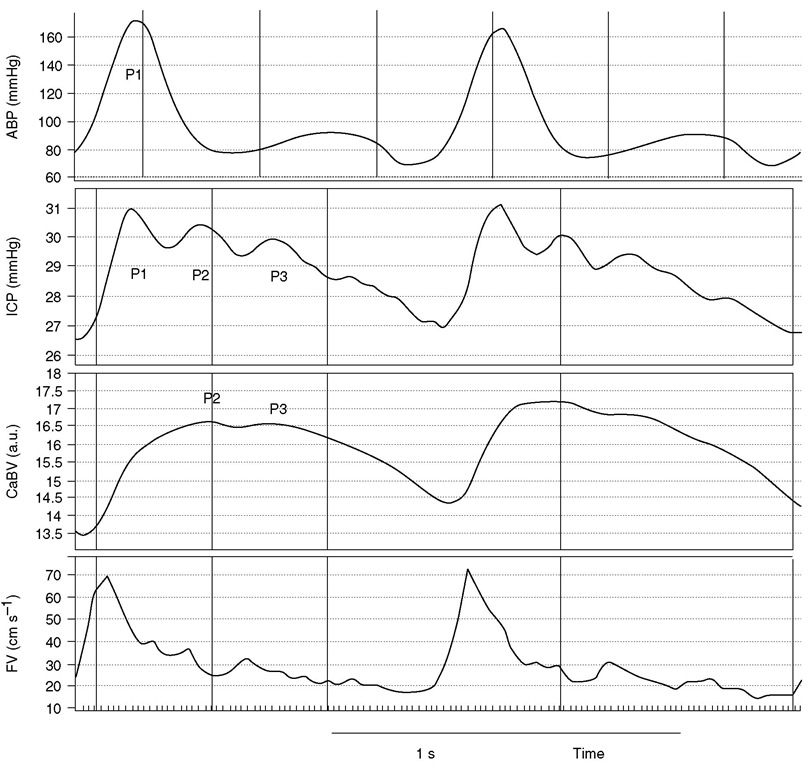 ABP (mmHg)
160
140
120
100
80
60
P1
ICP (mmHg)
31
30
29
28
27
26
P1
P2
P3
CaBV (a.u.)
18
17.5
17
16.5
16
15.5
15
14.5
14
13.5
P2
P3
FV (cm s⁻¹)
70
60
50
40
30
20
10
1 s
Time